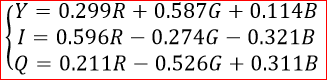 Y = 0.299R + 0.587G + 0.114B
I = 0.596R − 0.274G − 0.321B
Q = 0.211R − 0.526G + 0.311B